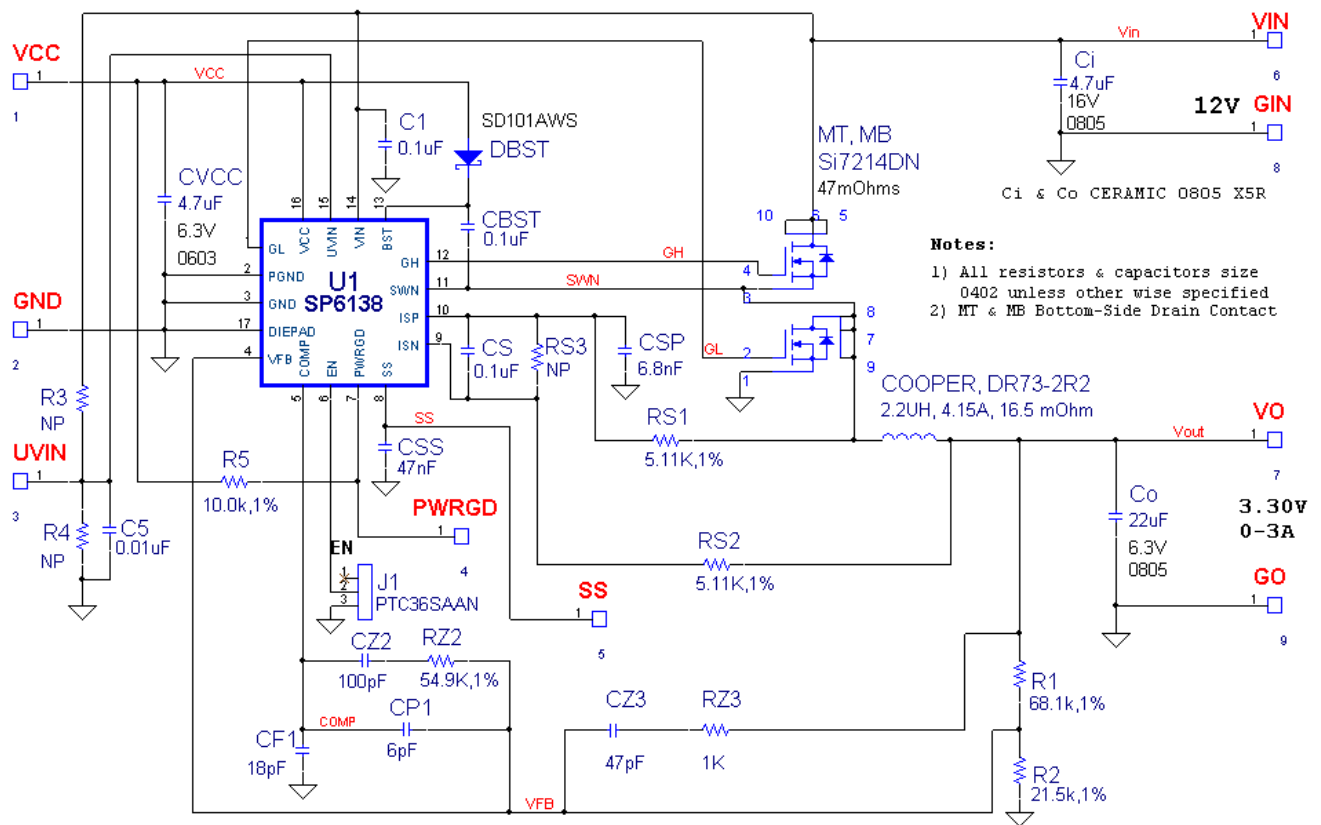 VCC
1
1
VCC
Vin
VIN
1
6
Ci
4.7uF
16V
0805
12V
GIN
1
8
Ci & Co CERAMIC 0805 X5R
C1
0.1uF
SD101AWS
DBST
MT, MB
Si7214DN
47mOhms
CVCC
4.7uF
6.3V
0603
CBST
0.1uF
16
15
14
13
VCC
UVIN
VIN
BST
GL
2
PGND
3
GND
17
DIEPAD
4
VFB
U1
SP6138
GH
12
SWN
11
ISP
10
ISN
9
COMP
EN
PWRGD
SS
5
6
7
8
GH
SWN
GL
10
6
5
4
3
8
7
9
2
1
Notes:
1) All resistors & capacitors size
0402 unless other wise specified
2) MT & MB Bottom-Side Drain Contact
GND
1
2
CS
0.1uF
RS3
NP
CSP
6.8nF
COOPER, DR73-2R2
2.2UH, 4.15A, 16.5 mOhm
R3
NP
UVIN
1
3
R4
NP
C5
0.01uF
R5
10.0k,1%
SS
CSS
47nF
RS1
5.11K,1%
RS2
5.11K,1%
Vout
VO
1
7
3.30V
0-3A
Co
22uF
6.3V
0805
GO
1
9
PWRGD
1
4
EN
1
2
3
J1
PTC36SAAN
SS
1
5
CZ2
100pF
RZ2
54.9K,1%
COMP
CP1
6pF
CF1
18pF
CZ3
47pF
RZ3
1K
R1
68.1k,1%
R2
21.5k,1%
VFB